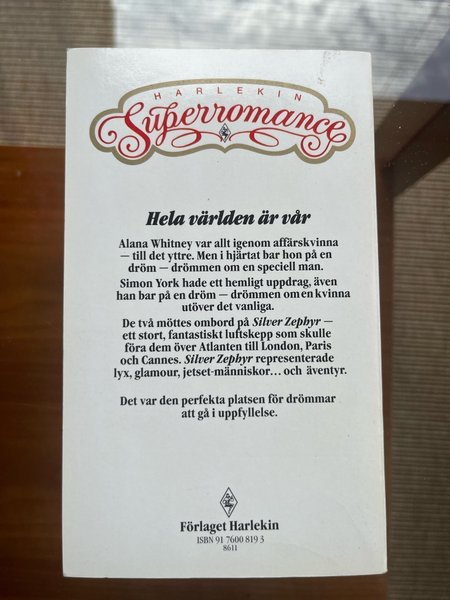 HARLEKIN
Superromance
Hela världen är vår
Alana Whitney var allt igenom affärskvinna
— till det yttre. Men i hjärtat bar hon på en
dröm — drömmen om en speciell man.
Simon York hade ett hemligt uppdrag, även
han bar på en dröm — drömmen om en kvinna
utöver det vanliga.
De två möttes ombord på Silver Zephyr —
ett stort, fantastiskt luftskepp som skulle
föra dem över Atlanten till London, Paris
och Cannes. Silver Zephyr representerade
lyx, glamour, jetset-människor... och äventyr.
Det var den perfekta platsen för drömmar
att gå i uppfyllelse.
Förlaget Harlekin
ISBN 91 7600 819 3
8611